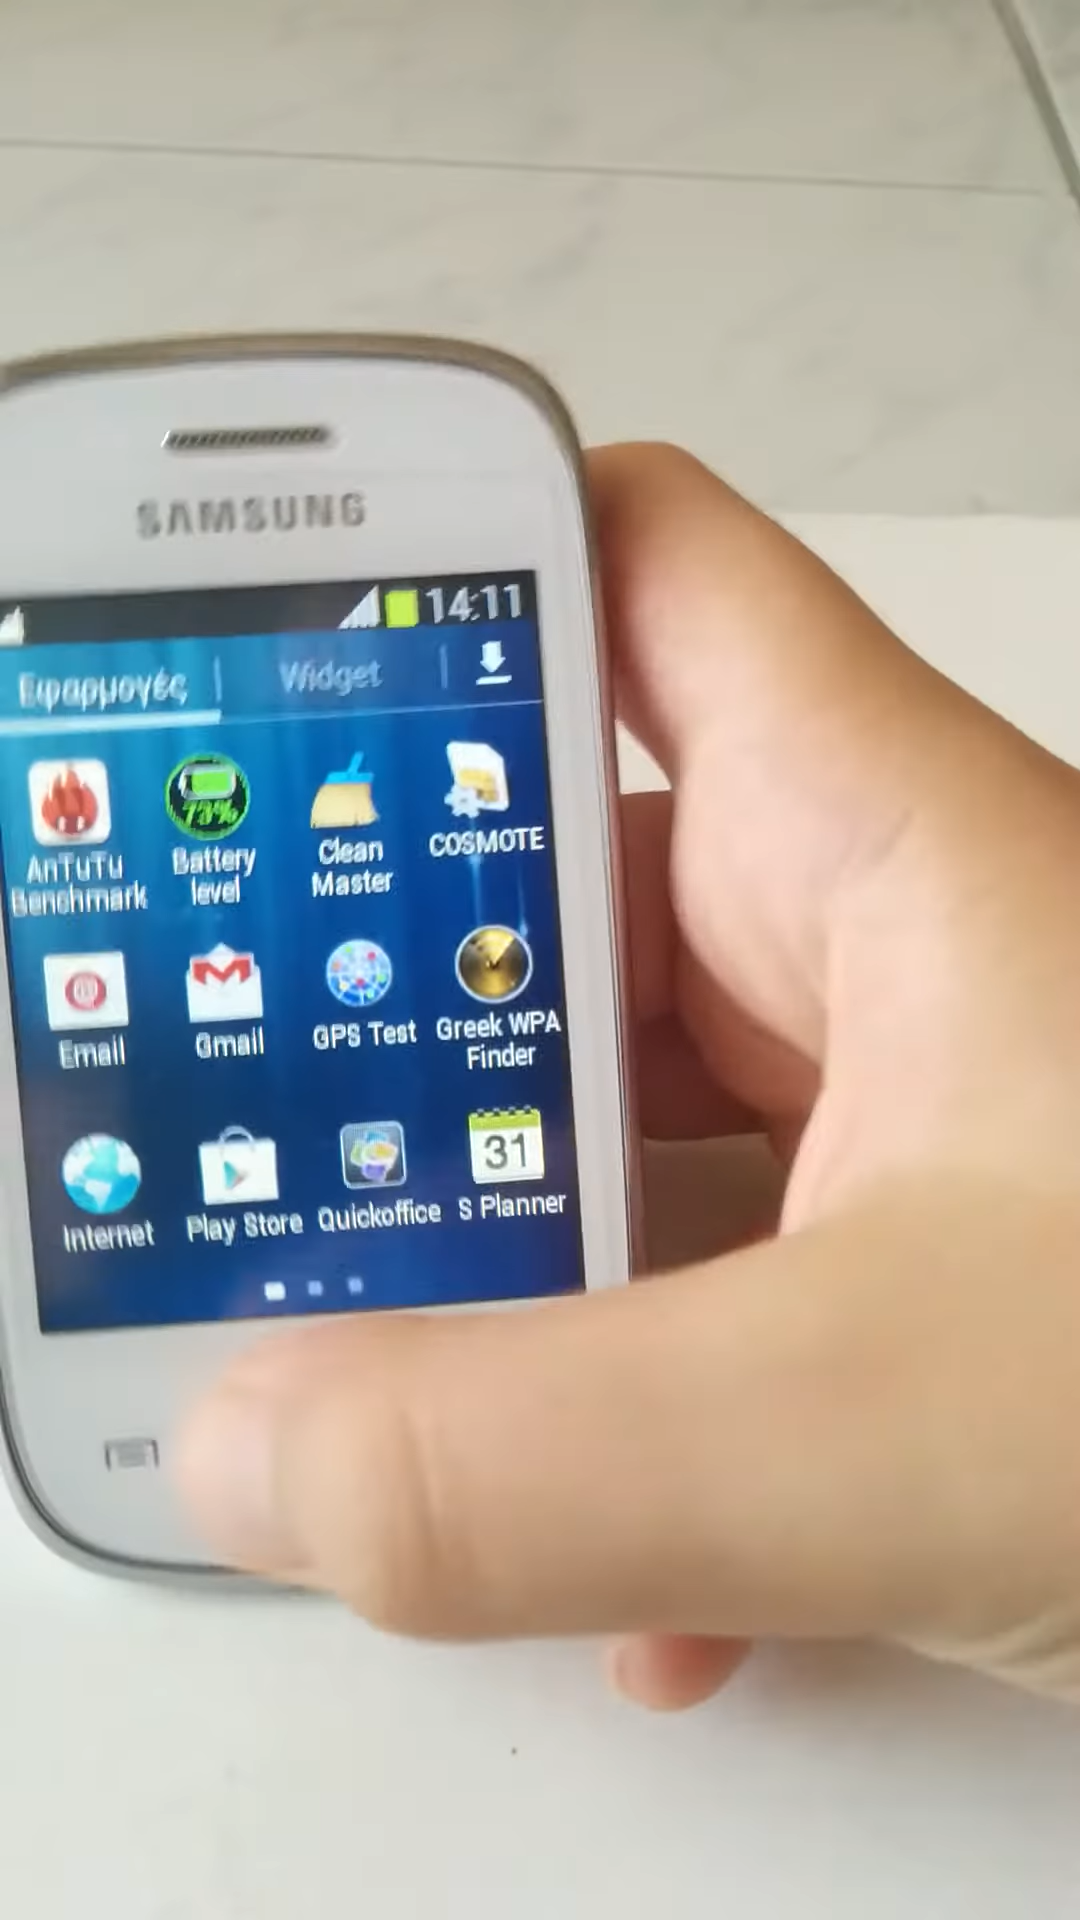 SAMSUNG
14:11
Εφαρμογές
Widget
73%
AnTuTu
Benchmark
Battery
level
Clean
Master
COSMOTE
Email
Gmail
GPS Test
Greek WPA
Finder
31
Internet
Play Store
Quickoffice
S Planner